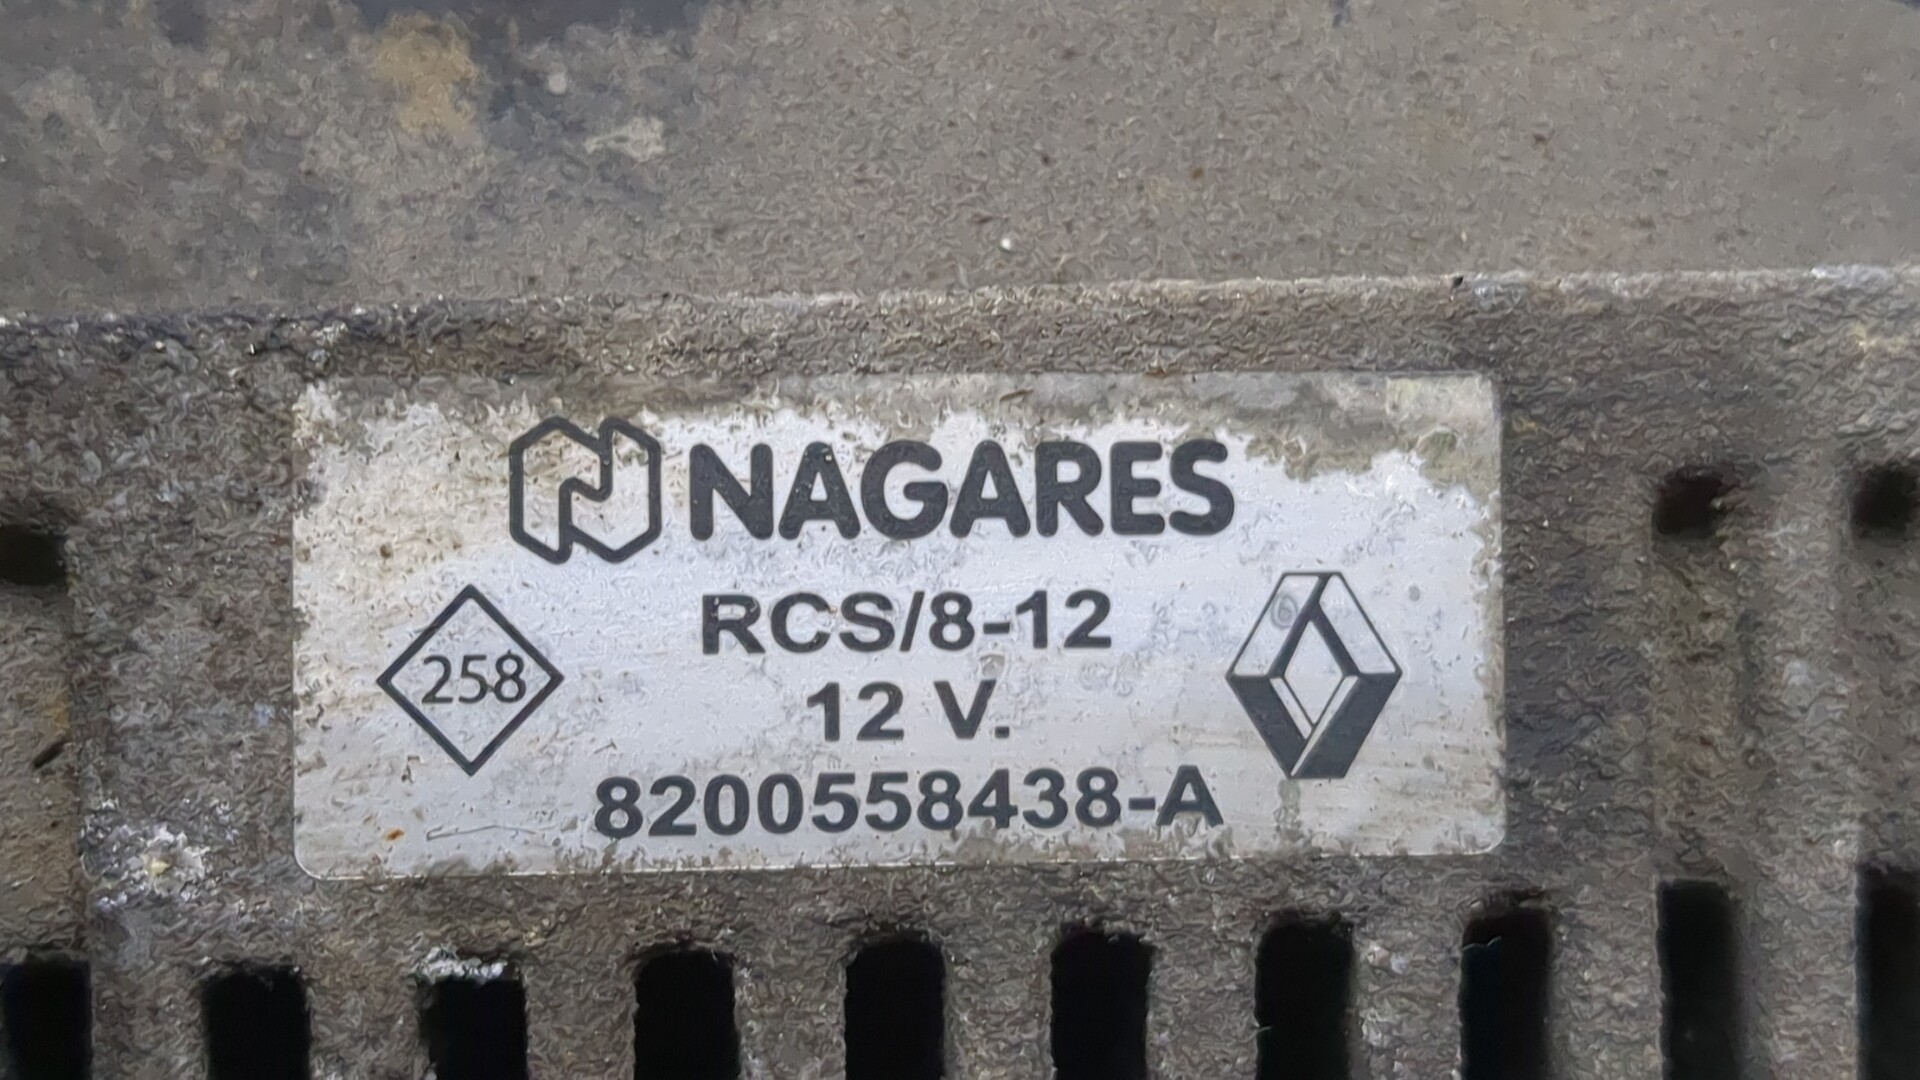 NAGARES
RCS/8-12
258
12 V.
8200558438-A